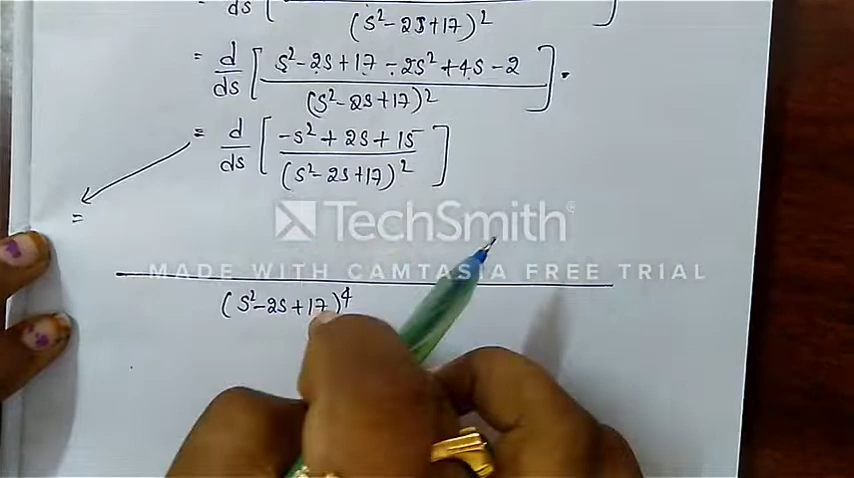 ds [ (s²-2s+17)² ]
= d/ds [ s²-2s+17-2s²+4s-2 / (s²-2s+17)² ].
= d/ds [ -s²+2s+15 / (s²-2s+17)² ]
=
TechSmith®
MADE WITH CAMTASIA FREE TRIAL
(s²-2s+17)⁴